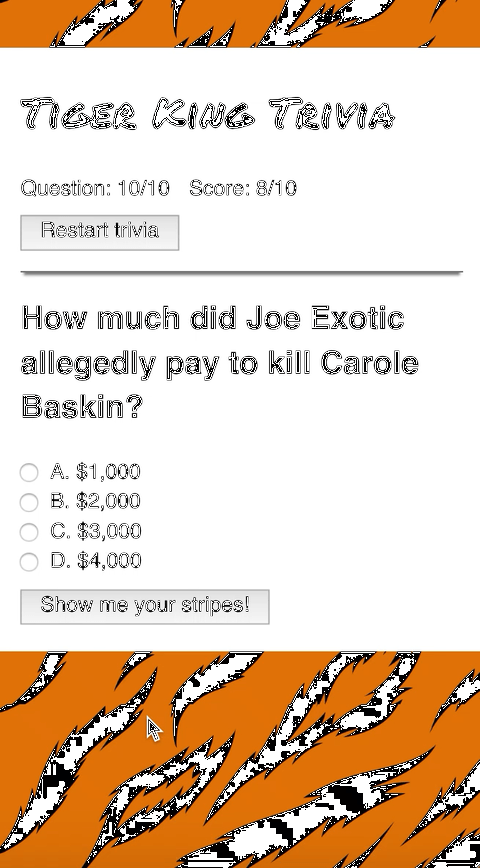 Tiger King Trivia
Question: 10/10 Score: 8/10
Restart trivia
How much did Joe Exotic
allegedly pay to kill Carole
Baskin?
A. $1,000
B. $2,000
C. $3,000
D. $4,000
Show me your stripes!